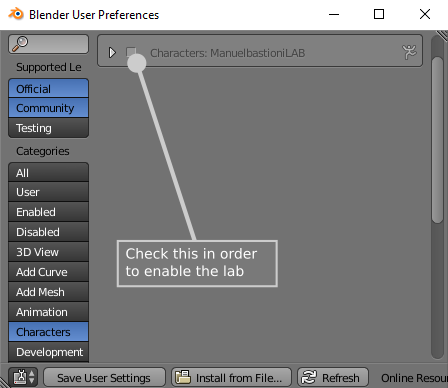 Blender User Preferences
Supported Le
Characters: ManuelbastioniLAB
Official
Community
Testing
Categories
All
User
Enabled
Disabled
3D View
Add Curve
Add Mesh
Animation
Characters
Development
Check this in order
to enable the lab
Save User Settings
Install from File...
Refresh
Online Resou